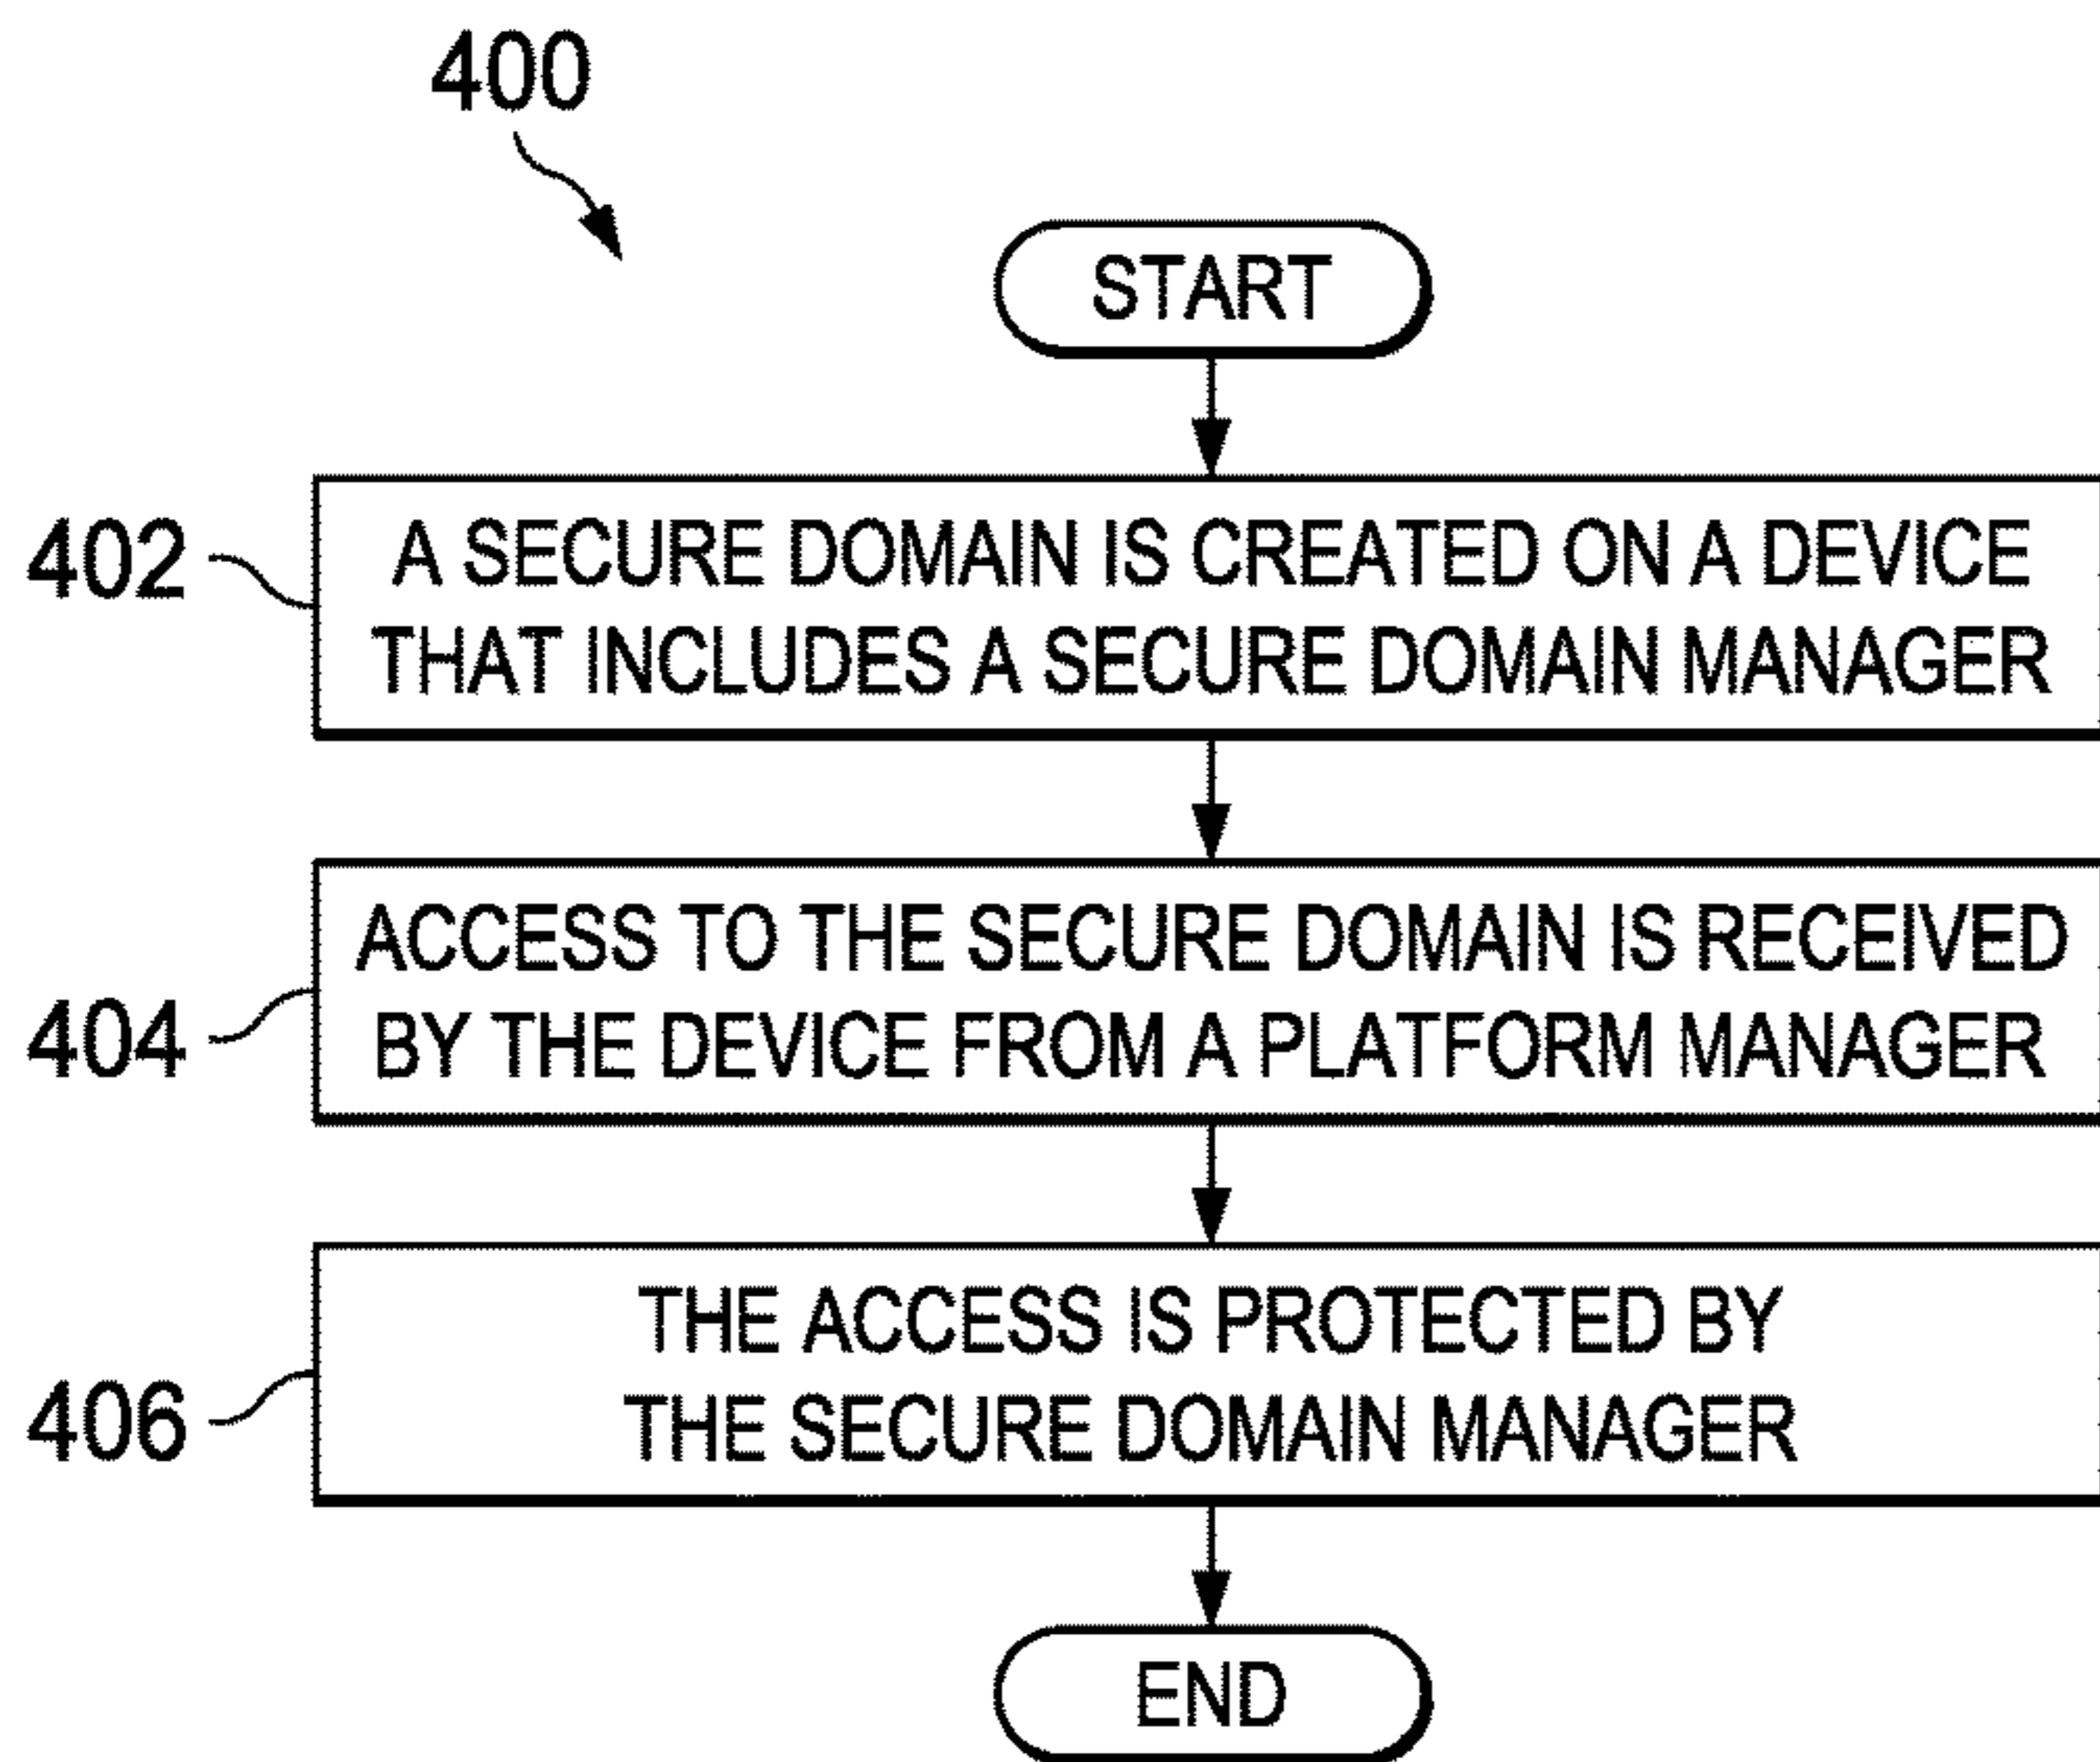 400
START
402
A SECURE DOMAIN IS CREATED ON A DEVICE
THAT INCLUDES A SECURE DOMAIN MANAGER
404
ACCESS TO THE SECURE DOMAIN IS RECEIVED
BY THE DEVICE FROM A PLATFORM MANAGER
406
THE ACCESS IS PROTECTED BY
THE SECURE DOMAIN MANAGER
END